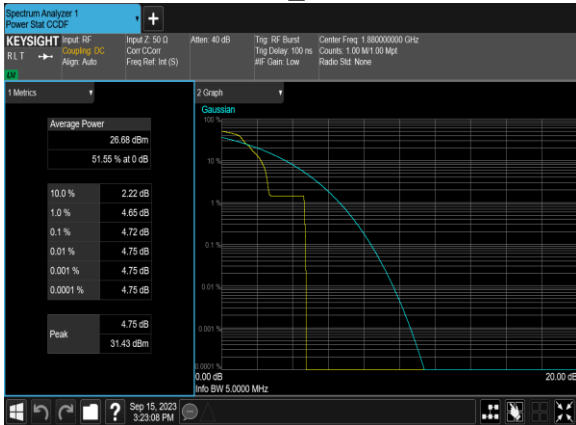 Spectrum Analyzer 1
Power Stat CCDF
+
KEYSIGHT
RLT
LXI
Input: RF
Coupling: DC
Align: Auto
Input Z: 50 Ω
Corr CCorr
Freq Ref: Int (S)
Atten: 40 dB
Trig: RF Burst
Trig Delay: 100 ns
#IF Gain: Low
Center Freq: 1.880000000 GHz
Counts: 1.00 M/1.00 Mpt
Radio Std: None
1 Metrics
Average Power
26.68 dBm
51.55 % at 0 dB
10.0 % 2.22 dB
1.0 % 4.65 dB
0.1 % 4.72 dB
0.01 % 4.75 dB
0.001 % 4.75 dB
0.0001 % 4.75 dB
Peak
4.75 dB
31.43 dBm
2 Graph
Gaussian
100 %
10 %
1 %
0.1 %
0.01 %
0.001 %
0.0001 %
0.00 dB
20.00 dB
Info BW 5.0000 MHz
?
Sep 15, 2023
3:23:08 PM